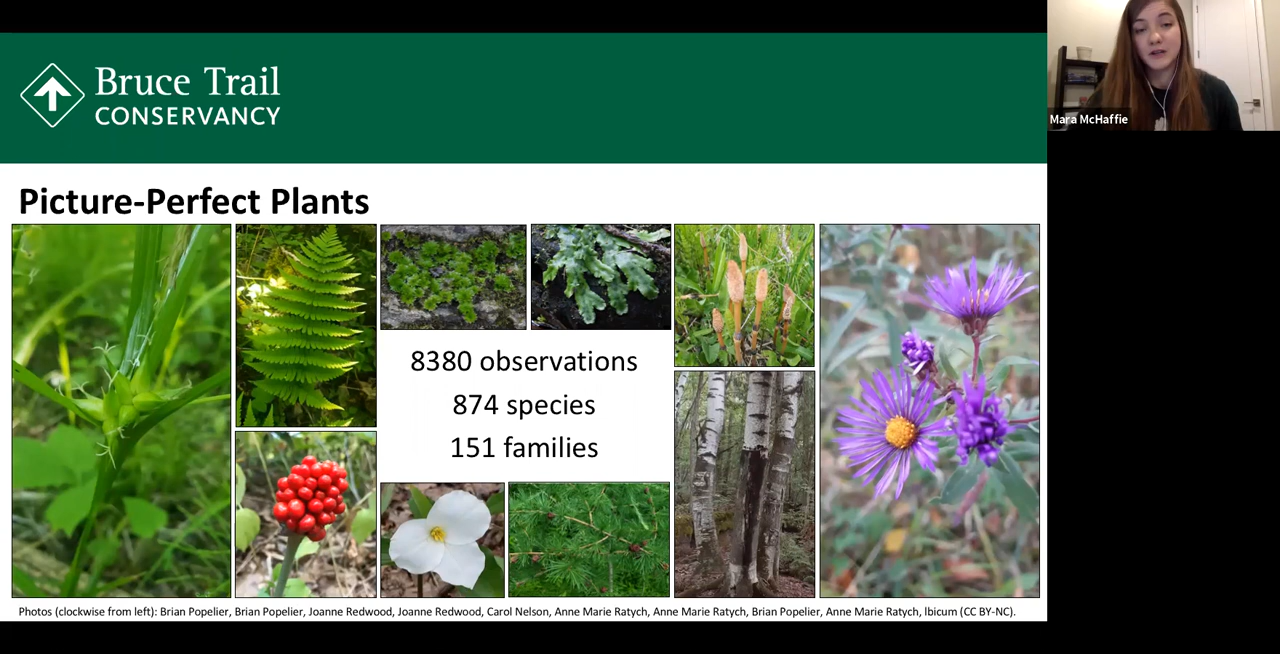 Bruce Trail
CONSERVANCY
Mara McHaffie
Picture-Perfect Plants
8380 observations
874 species
151 families
Photos (clockwise from left): Brian Popelier, Brian Popelier, Joanne Redwood, Joanne Redwood, Carol Nelson, Anne Marie Ratych, Anne Marie Ratych, Brian Popelier, Anne Marie Ratych, lbicum (CC BY-NC).